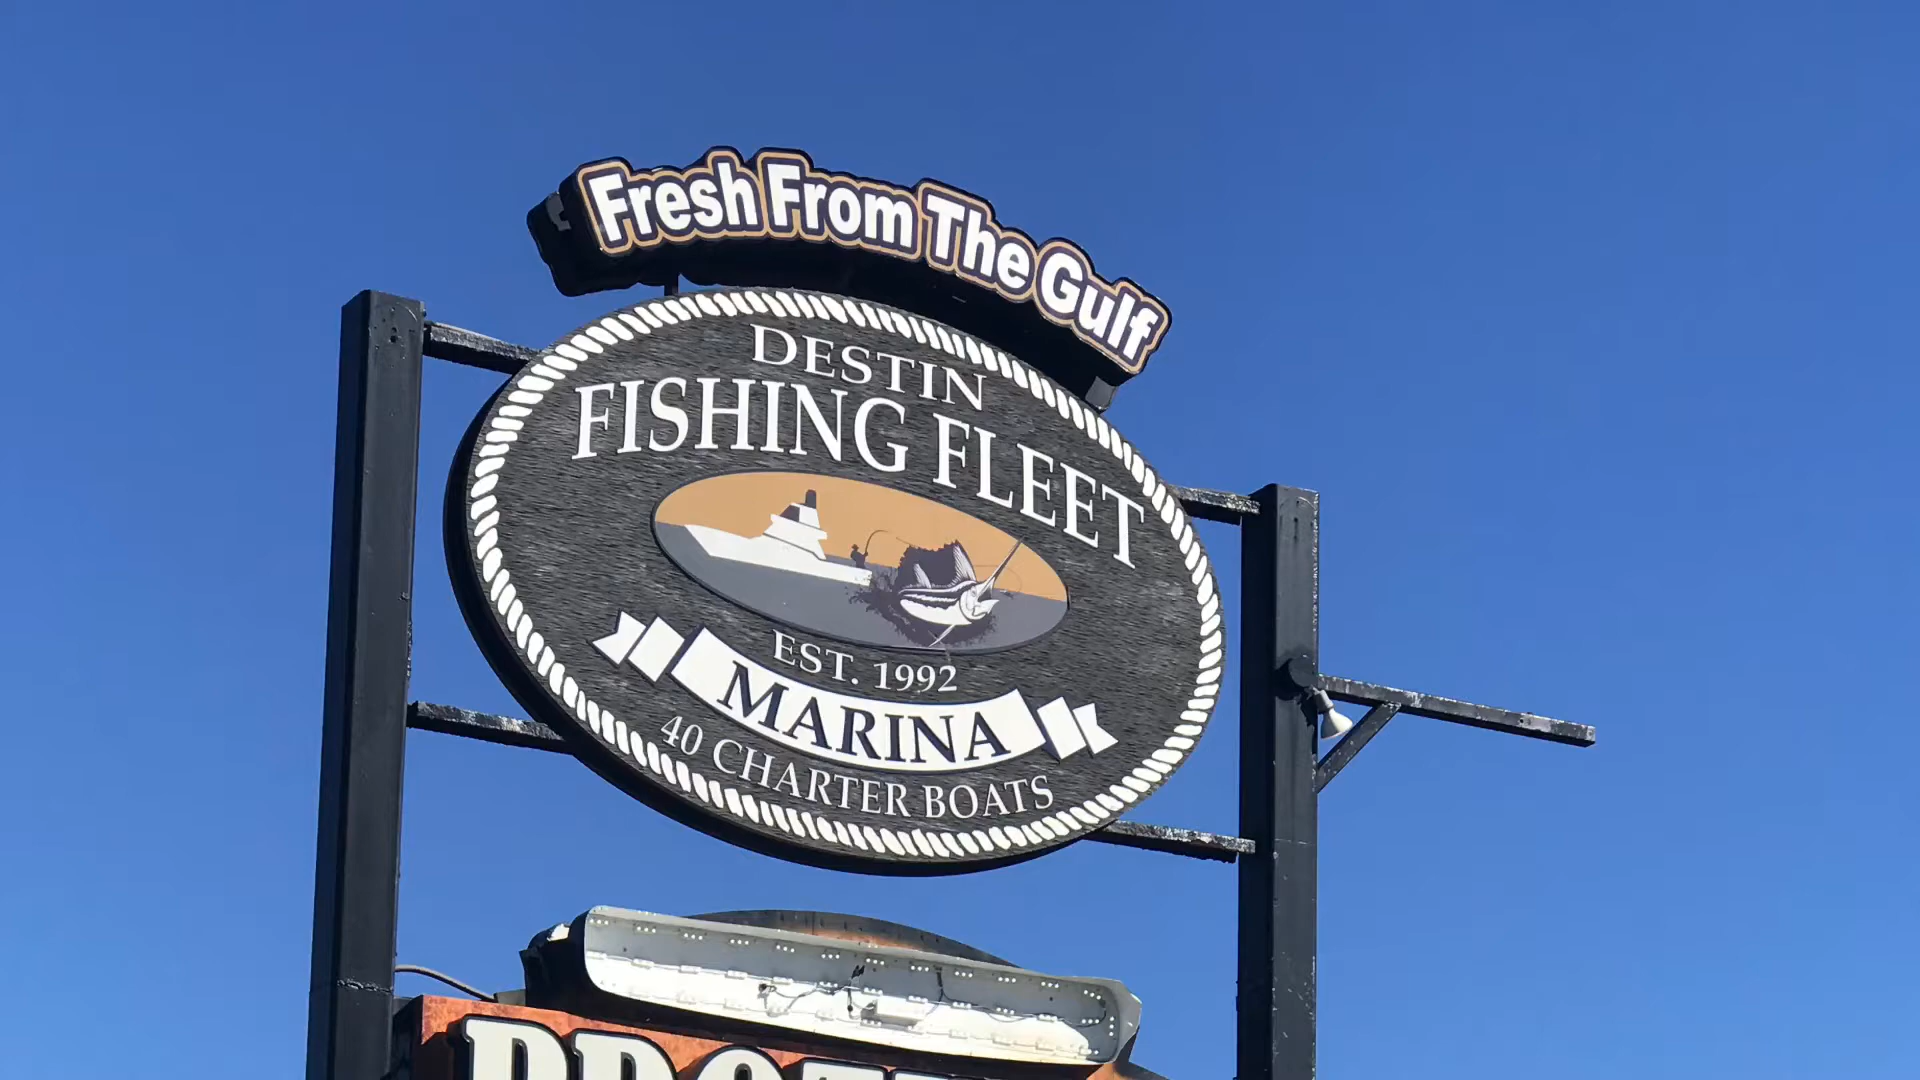 Fresh From The Gulf
DESTIN
FISHING FLEET
EST. 1992
MARINA
40 CHARTER BOATS